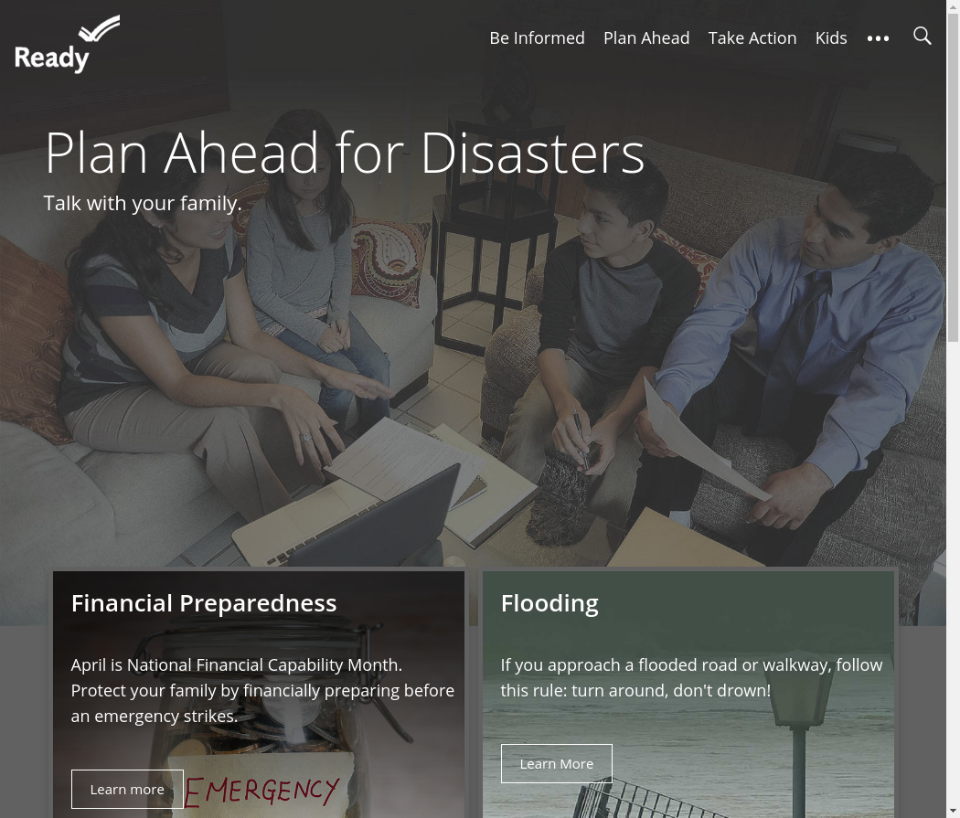 Ready
Be Informed
Plan Ahead
Take Action
Kids
Plan Ahead for Disasters
Talk with your family.
Financial Preparedness
April is National Financial Capability Month.
Protect your family by financially preparing before
an emergency strikes.
Learn more
EMERGENCY
Flooding
If you approach a flooded road or walkway, follow
this rule: turn around, don't drown!
Learn More